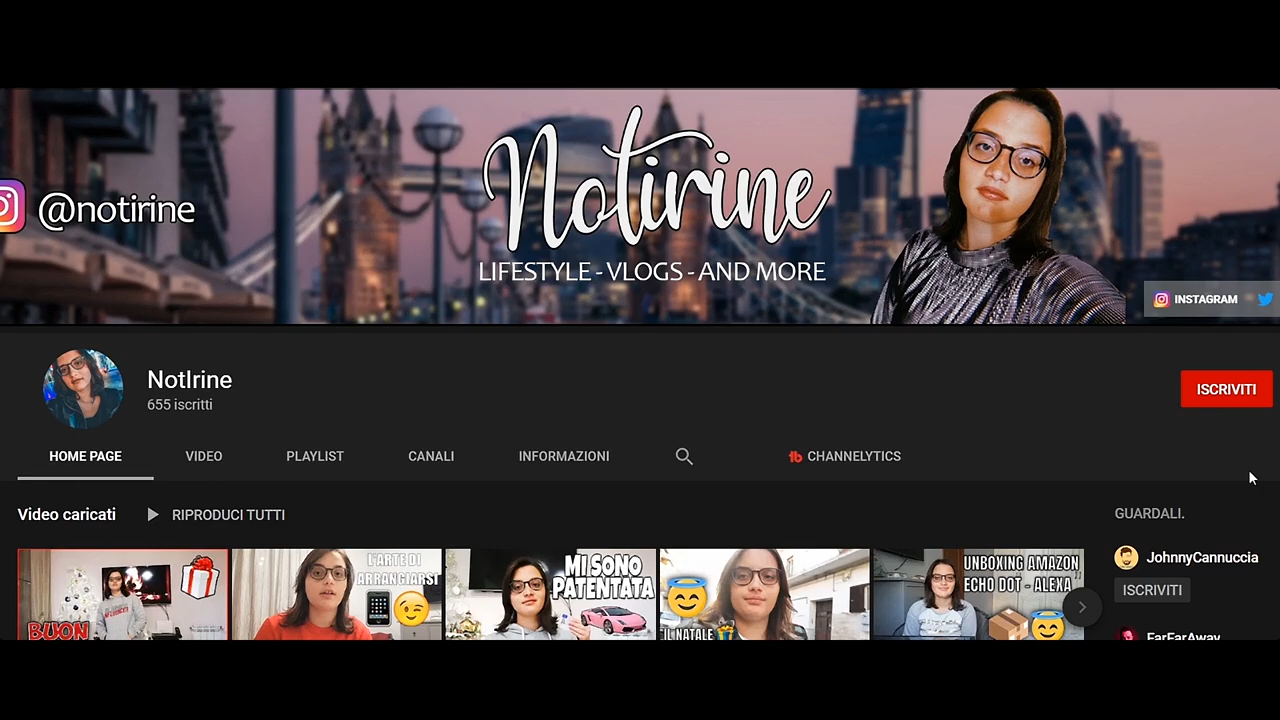 @notirine
Notirine
LIFESTYLE - VLOGS - AND MORE
INSTAGRAM
NotIrine
655 iscritti
ISCRIVITI
HOME PAGE
VIDEO
PLAYLIST
CANALI
INFORMAZIONI
CHANNELYTICS
Video caricati
RIPRODUCI TUTTI
GUARDALI.
BUON
L'ARTE DI
ARRANGIARSI
MI SONO
PATENTATA
IL NATALE
UNBOXING AMAZON
ECHO DOT - ALEXA
JohnnyCannuccia
ISCRIVITI
FarFarAway